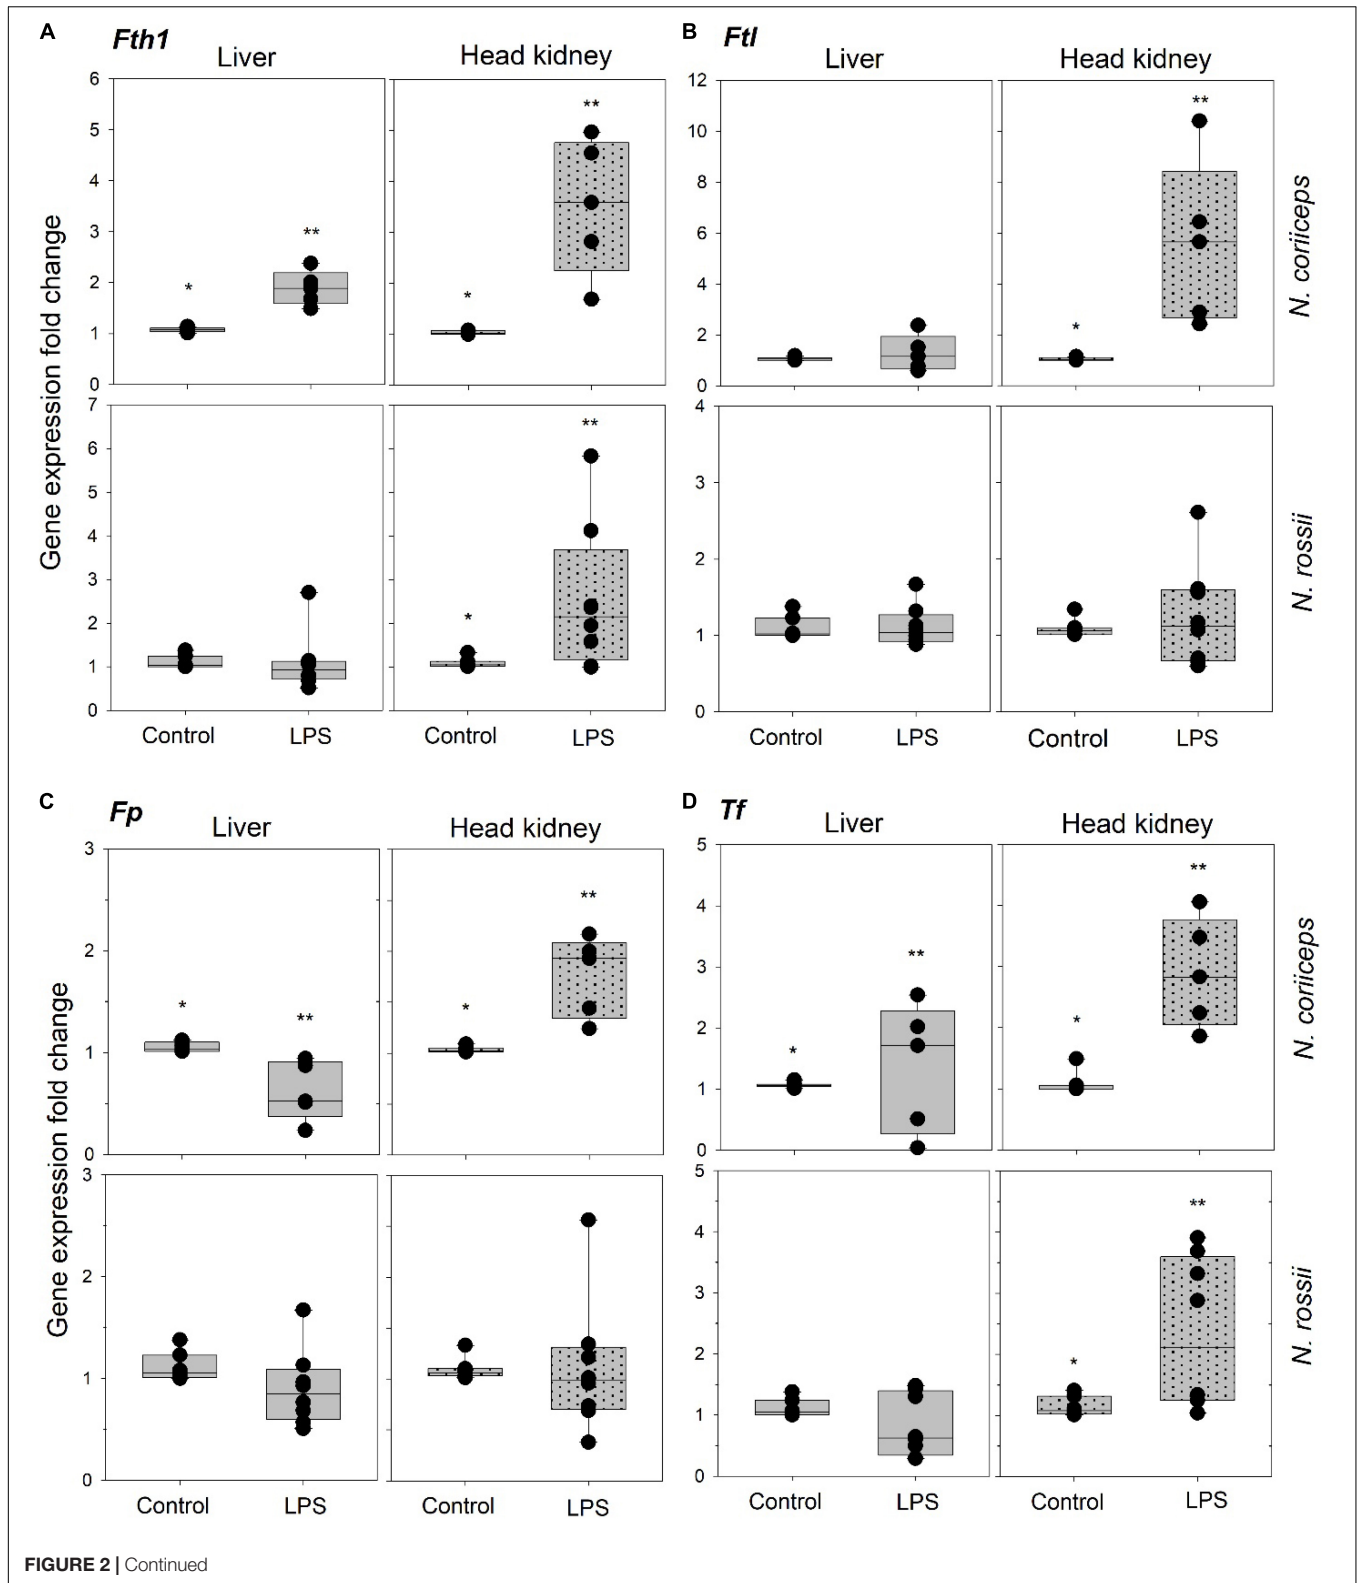 A
Fth1
Liver
Head kidney
6
5
4
3
2
1
0
*
**
*
**
7
6
5
4
3
2
1
0
*
**
Control
LPS
Control
LPS
Gene expression fold change
B
Ftl
Liver
Head kidney
12
10
8
6
4
2
0
*
**
N. coriiceps
4
3
2
1
0
N. rossii
Control
LPS
Control
LPS
C
Fp
Liver
Head kidney
3
2
1
0
*
**
*
**
3
2
1
0
Control
LPS
Control
LPS
Gene expression fold change
D
Tf
Liver
Head kidney
5
4
3
2
1
0
*
**
*
**
N. coriiceps
5
4
3
2
1
0
*
**
N. rossii
Control
LPS
Control
LPS
FIGURE 2 | Continued